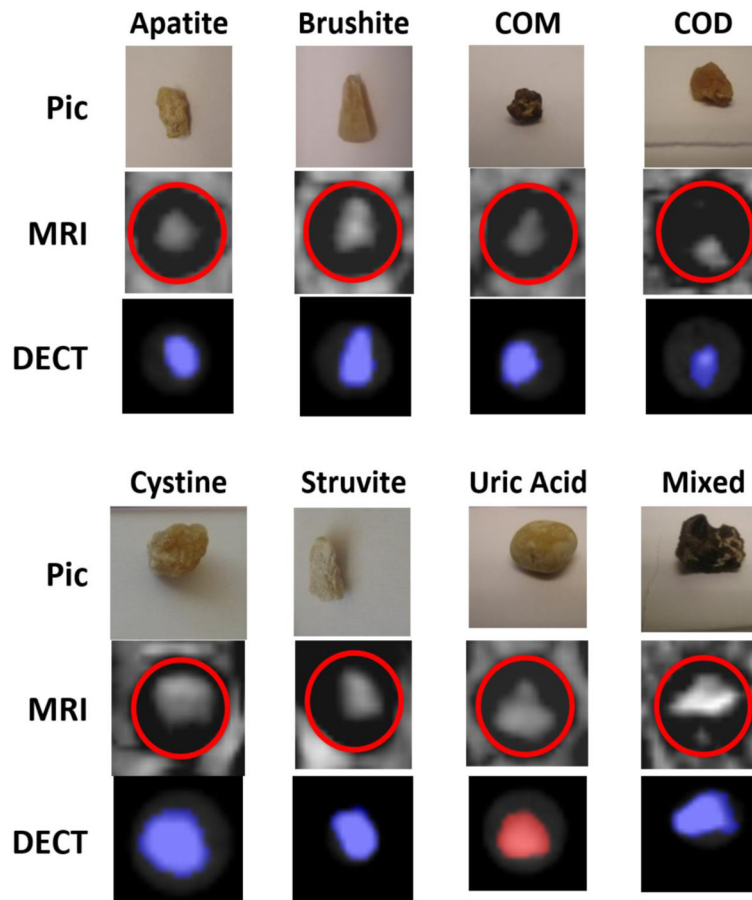 Apatite Brushite COM COD
Pic
MRI
DECT
Cystine Struvite Uric Acid Mixed
Pic
MRI
DECT